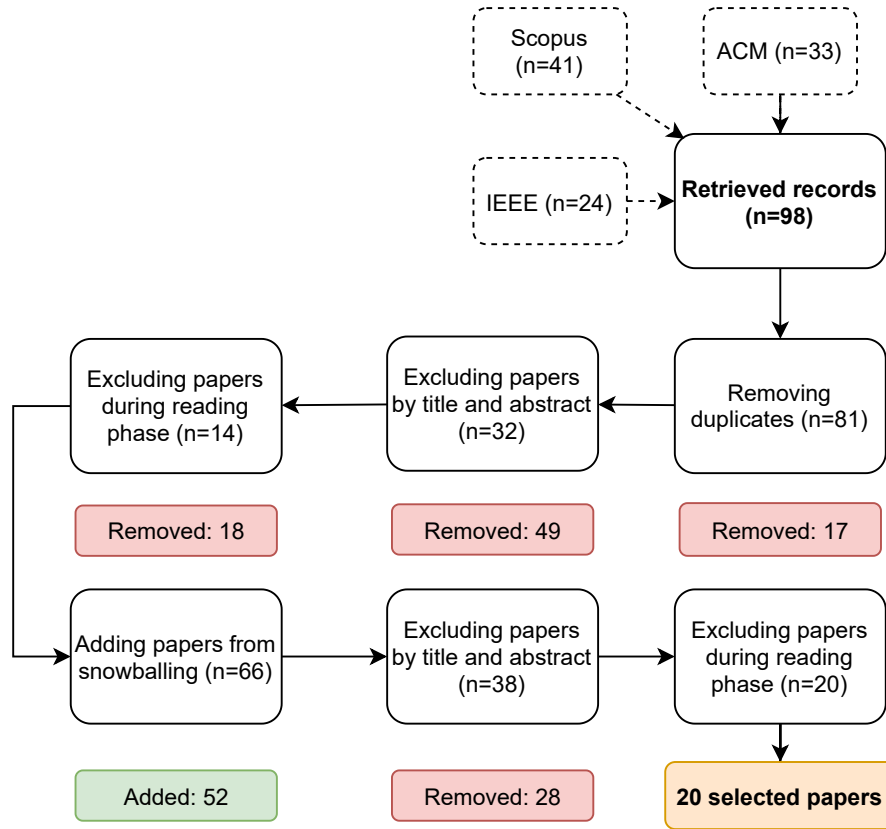 Scopus
(n=41)
ACM (n=33)
IEEE (n=24)
Retrieved records
(n=98)
Excluding papers
during reading
phase (n=14)
Excluding papers
by title and abstract
(n=32)
Removing
duplicates (n=81)
Removed: 18
Removed: 49
Removed: 17
Adding papers from
snowballing (n=66)
Excluding papers
by title and abstract
(n=38)
Excluding papers
during reading
phase (n=20)
Added: 52
Removed: 28
20 selected papers